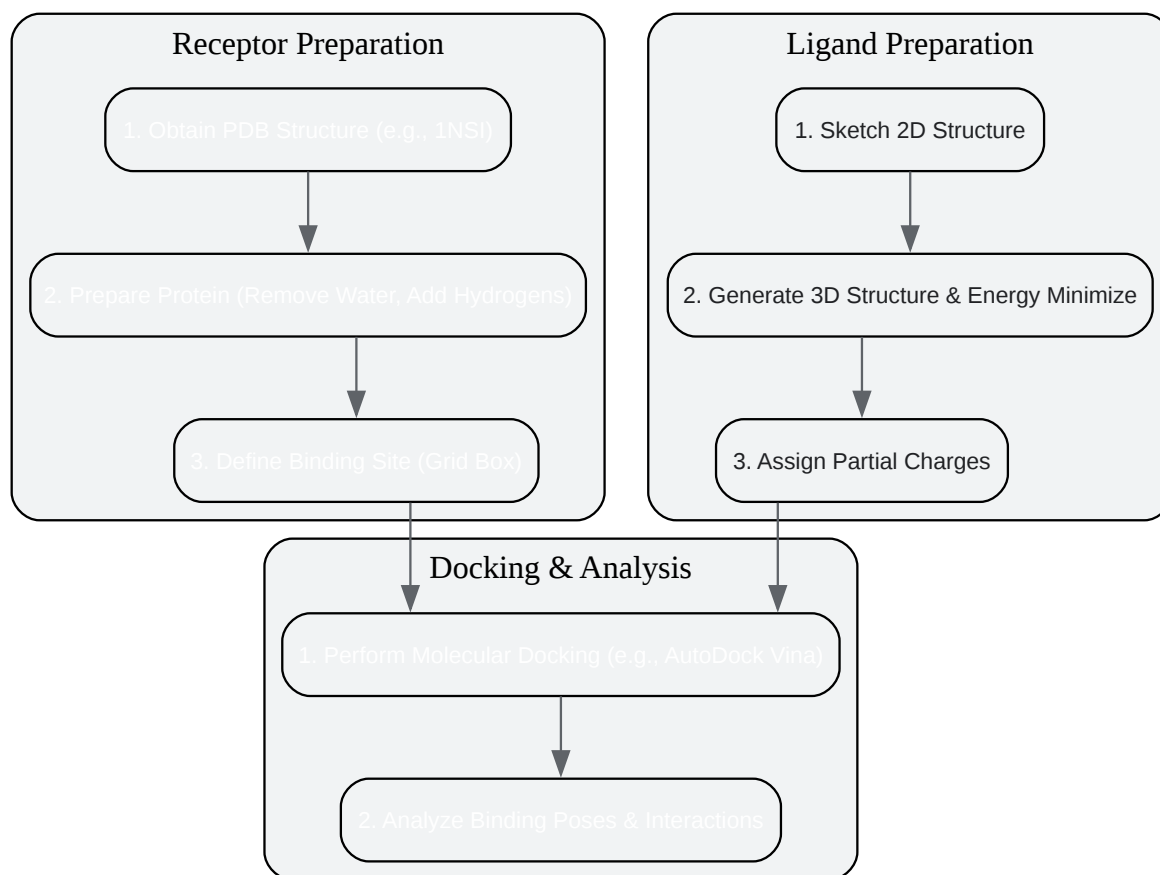 Receptor Preparation
1. Obtain PDB Structure (e.g., 1NSI)
2. Prepare Protein (Remove Water, Add Hydrogens)
3. Define Binding Site (Grid Box)
Ligand Preparation
1. Sketch 2D Structure
2. Generate 3D Structure & Energy Minimize
3. Assign Partial Charges
Docking & Analysis
1. Perform Molecular Docking (e.g., AutoDock Vina)
2. Analyze Binding Poses & Interactions